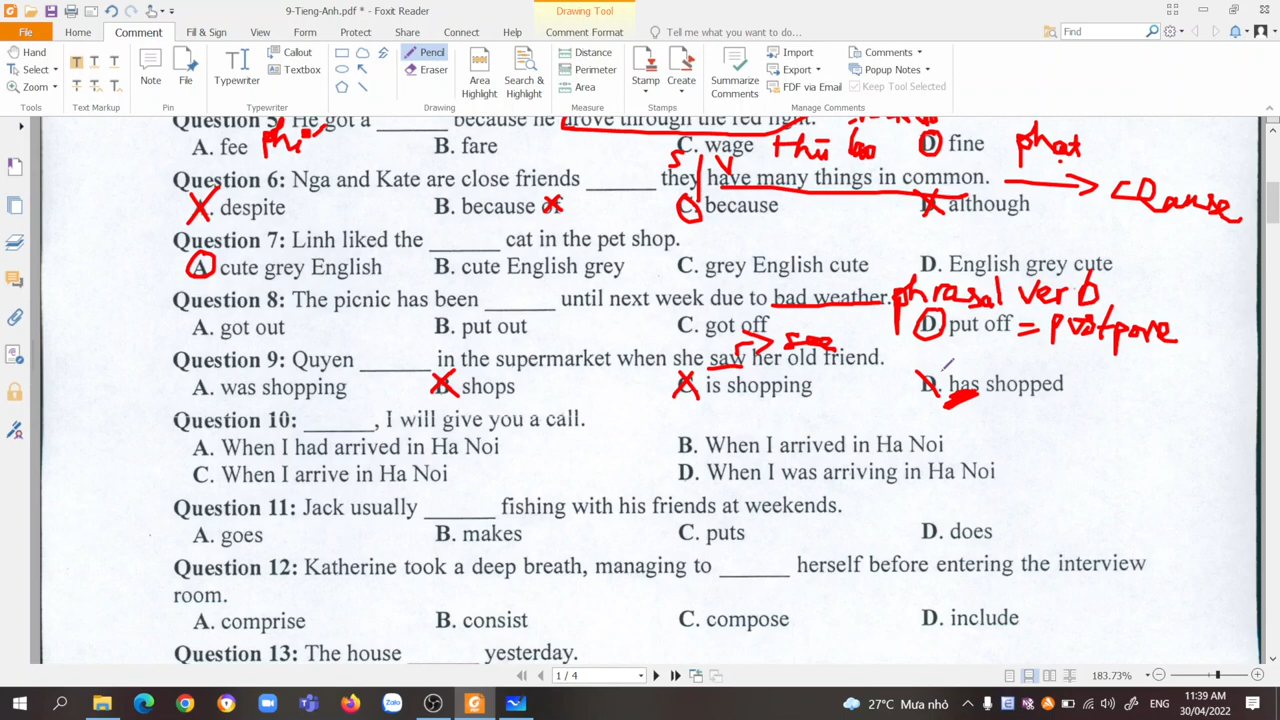 9-Tieng-Anh.pdf * - Foxit Reader
Drawing Tool
File Home Comment Fill & Sign View Form Protect Share Connect Help Comment Format Tell me what you want to do... Find
Hand Callout Pencil Distance Import Comments
Select Note File Typewriter Textbox Eraser Area Highlight Search & Highlight Perimeter Stamp Create Summarize Comments Export Popup Notes
Zoom Area FDF via Email Keep Tool Selected
Tools Text Markup Pin Typewriter Drawing Measure Stamps Manage Comments
Question 5: He got a ______ because he drove through the red light.
A. fee B. fare C. wage D. fine
phí thù lao phạt
S V
Question 6: Nga and Kate are close friends ______ they have many things in common.
Clause
A. despite B. because of C. because D. although
Question 7: Linh liked the ______ cat in the pet shop.
A. cute grey English B. cute English grey C. grey English cute D. English grey cute
Question 8: The picnic has been ______ until next week due to bad weather.
phrasal verb
A. got out B. put out C. got off D. put off = postpone
see
Question 9: Quyen ______ in the supermarket when she saw her old friend.
A. was shopping B. shops C. is shopping D. has shopped
Question 10: ______, I will give you a call.
A. When I had arrived in Ha Noi B. When I arrived in Ha Noi
C. When I arrive in Ha Noi D. When I was arriving in Ha Noi
Question 11: Jack usually ______ fishing with his friends at weekends.
A. goes B. makes C. puts D. does
Question 12: Katherine took a deep breath, managing to ______ herself before entering the interview
room.
A. comprise B. consist C. compose D. include
Question 13: The house ______ yesterday.
1 / 4 183.73%
27°C Mưa nhỏ ENG 11:39 AM
Zalo 30/04/2022